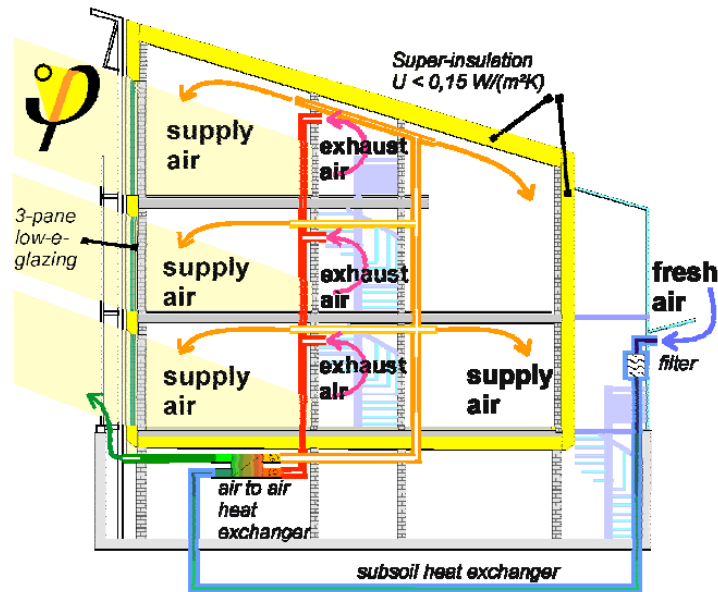 Super-insulation
U < 0,15 W/(m²K)
supply
air
exhaust
air
3-pane
low-e-
glazing
supply
air
exhaust
air
fresh
air
supply
air
exhaust
air
supply
air
filter
air to air
heat
exchanger
subsoil heat exchanger